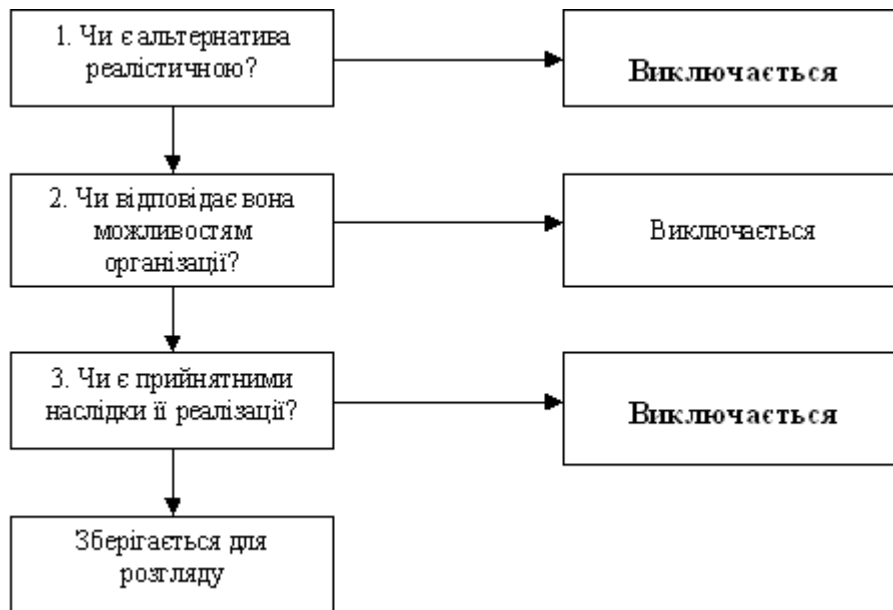 1. Чи є альтернатива
реалістичною?
Виключається
2. Чи відповідає вона
можливостям
організації?
Виключається
3. Чи є прийнятними
наслідки її реалізації?
Виключається
Зберігається для
розгляду